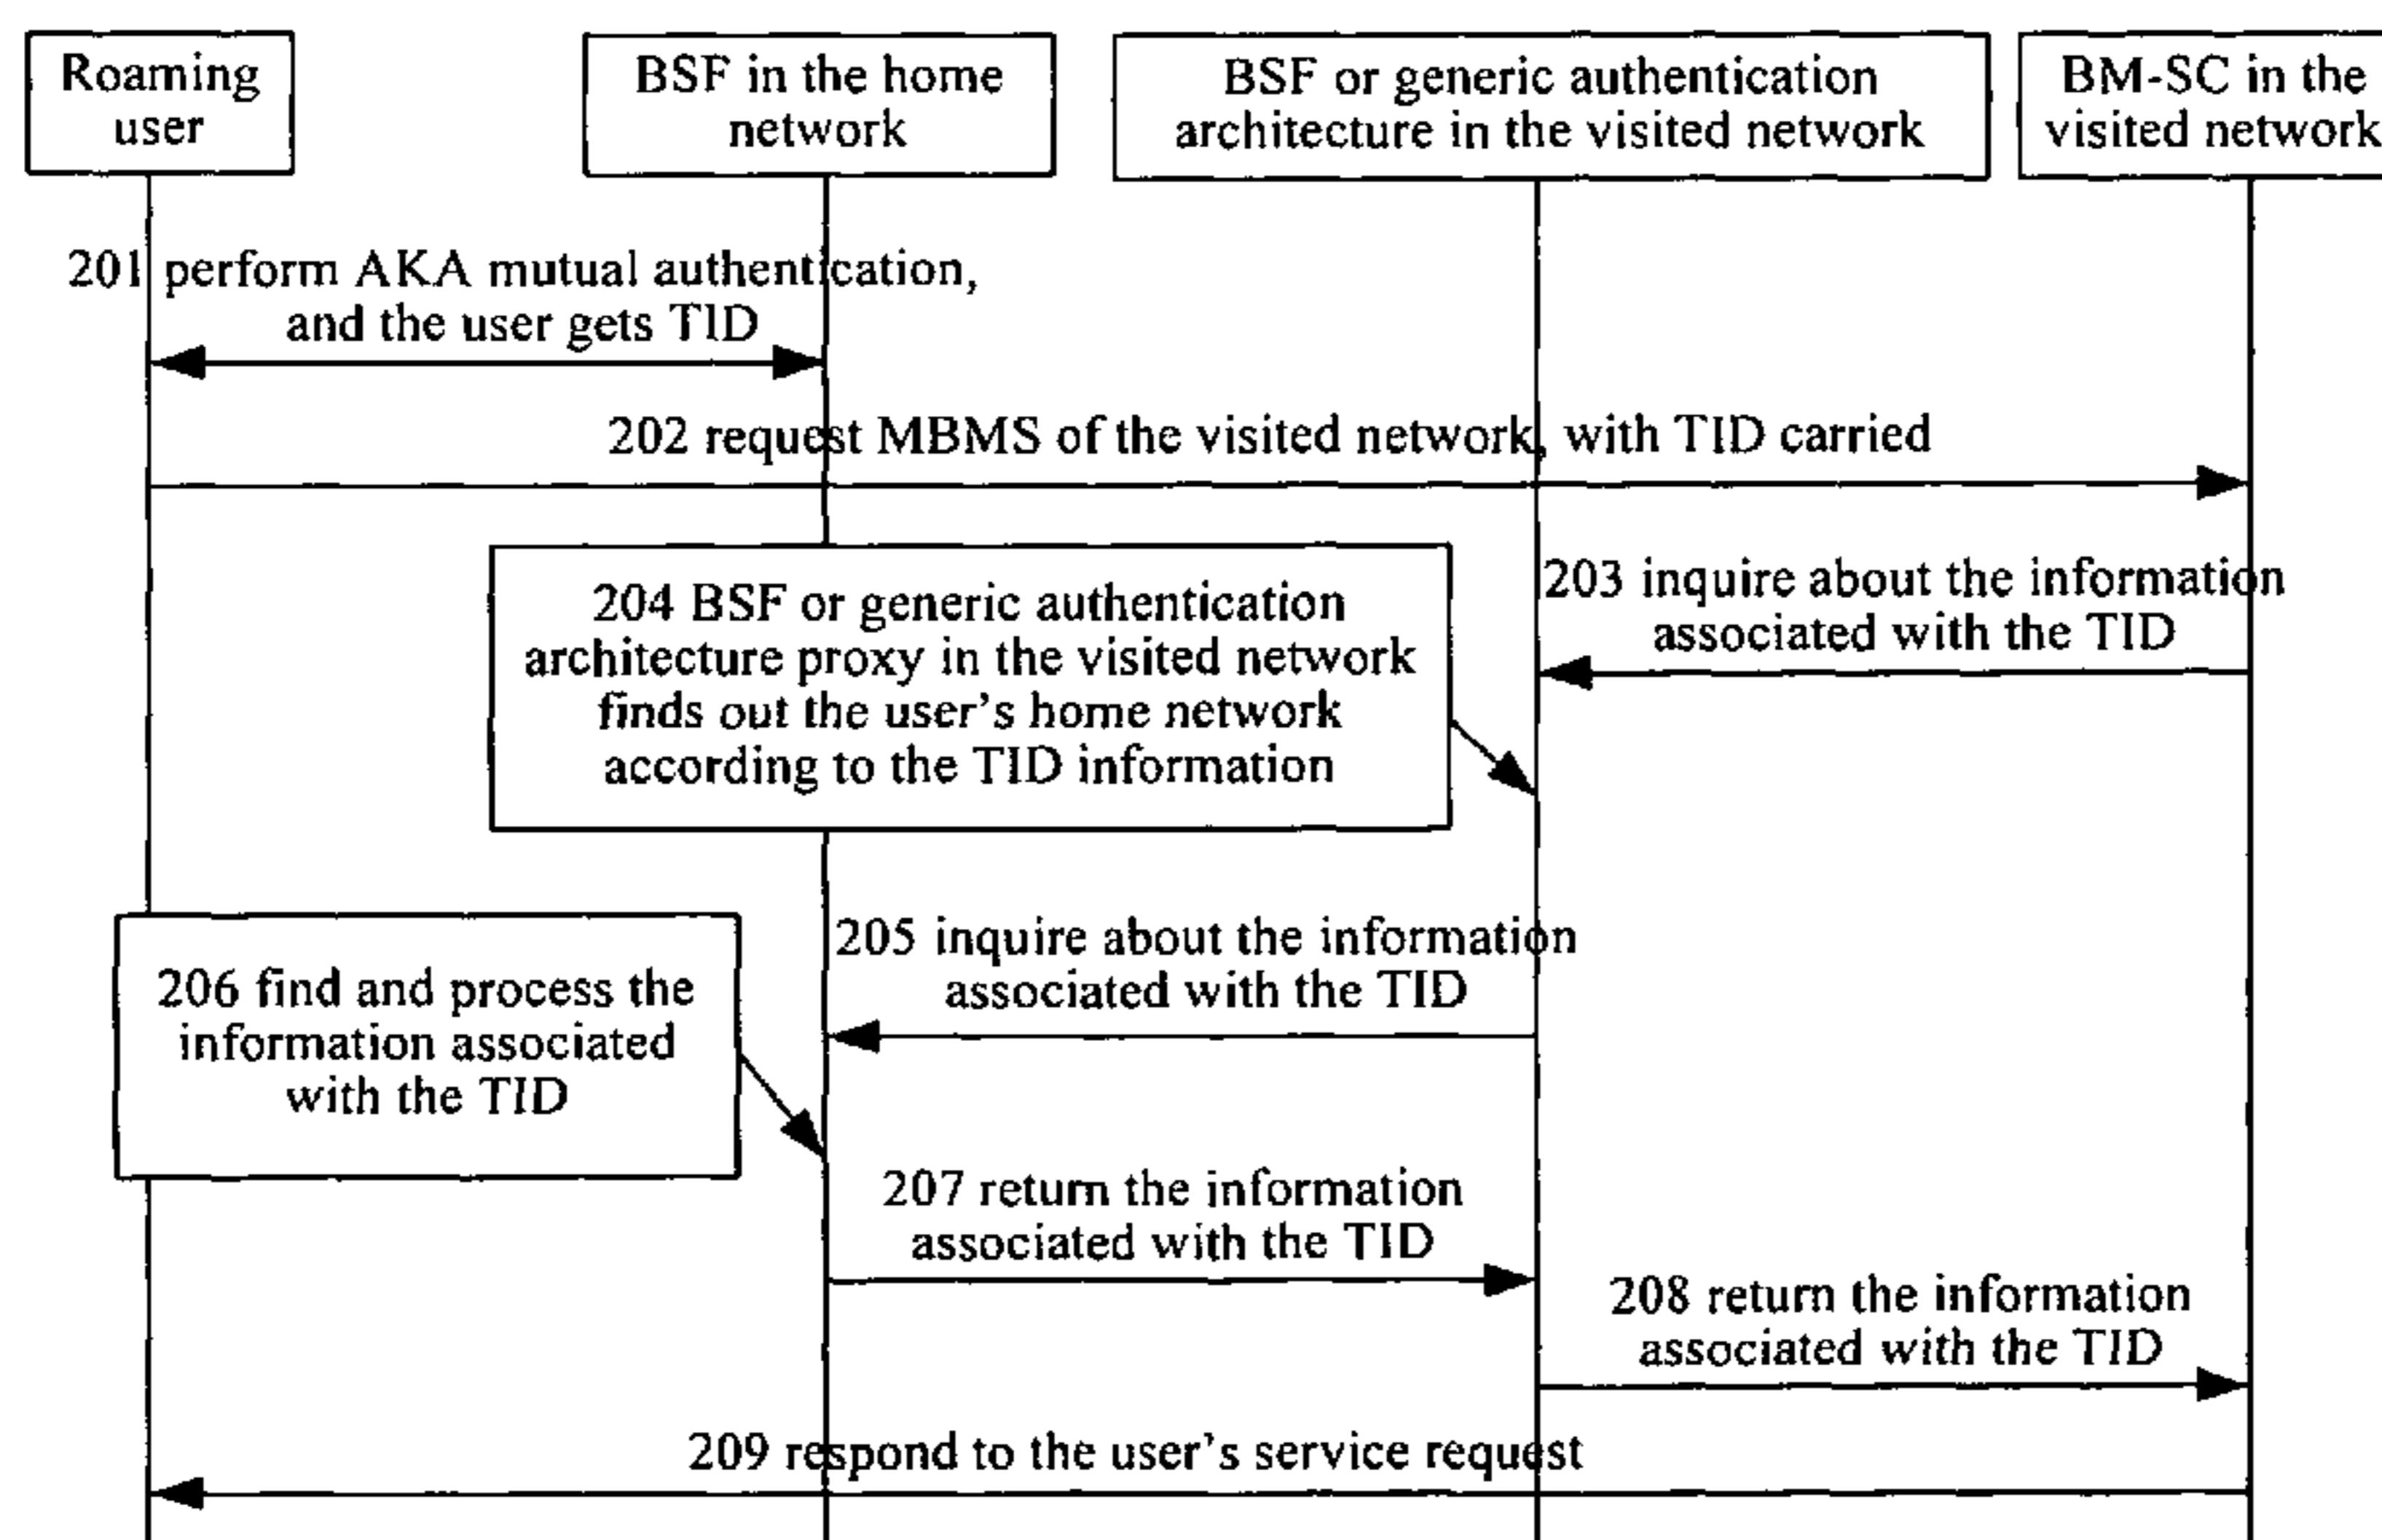 Roaming
user
BSF in the home
network
BSF or generic authentication
architecture in the visited network
BM-SC in the
visited network
201 perform AKA mutual authentication,
and the user gets TID
202 request MBMS of the visited network, with TID carried
203 inquire about the information
associated with the TID
204 BSF or generic authentication
architecture proxy in the visited network
finds out the user's home network
according to the TID information
205 inquire about the information
associated with the TID
206 find and process the
information associated
with the TID
207 return the information
associated with the TID
208 return the information
associated with the TID
209 respond to the user's service request